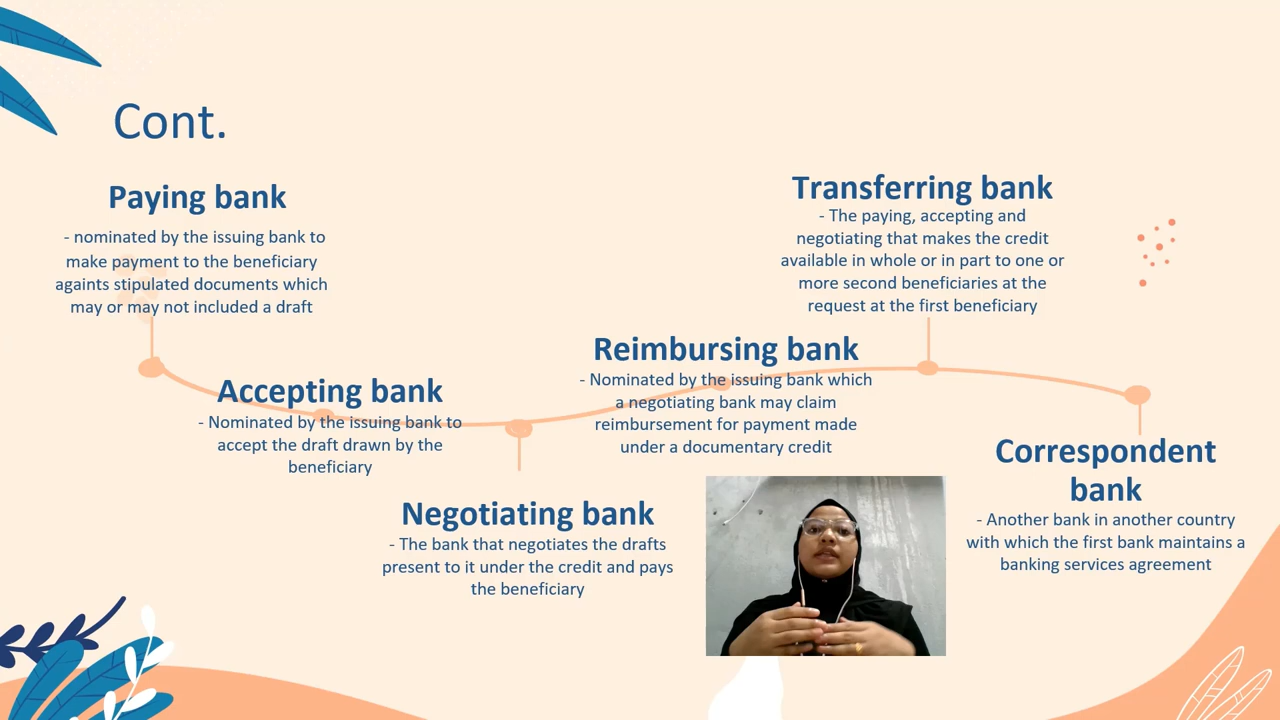 Cont.
Paying bank
- nominated by the issuing bank to
make payment to the beneficiary
againts stipulated documents which
may or may not included a draft
Accepting bank
- Nominated by the issuing bank to
accept the draft drawn by the
beneficiary
Negotiating bank
- The bank that negotiates the drafts
present to it under the credit and pays
the beneficiary
Reimbursing bank
- Nominated by the issuing bank which
a negotiating bank may claim
reimbursement for payment made
under a documentary credit
Transferring bank
- The paying, accepting and
negotiating that makes the credit
available in whole or in part to one or
more second beneficiaries at the
request at the first beneficiary
Correspondent
bank
- Another bank in another country
with which the first bank maintains a
banking services agreement